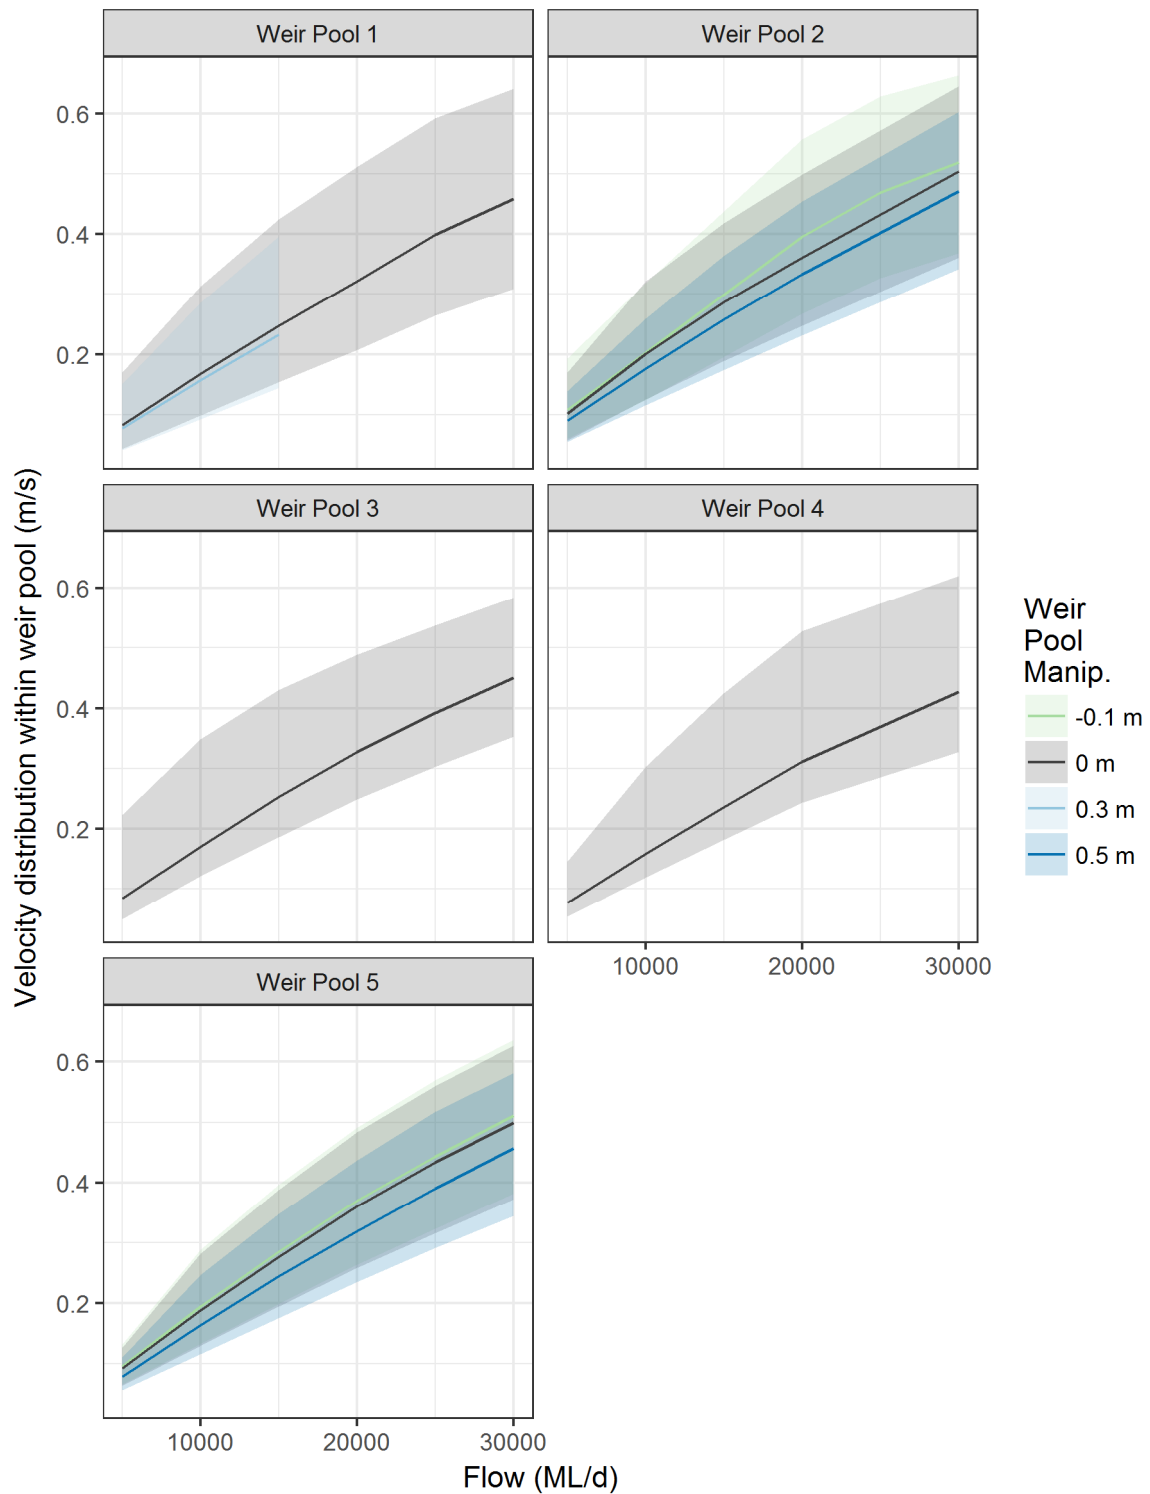 Weir Pool 1
Weir Pool 2
0.6
0.4
0.2
Weir Pool 3
Weir Pool 4
0.6
0.4
0.2
10000
20000
30000
Weir Pool 5
0.6
0.4
0.2
10000
20000
30000
Flow (ML/d)
Velocity distribution within weir pool (m/s)
Weir
Pool
Manip.
-0.1 m
0 m
0.3 m
0.5 m